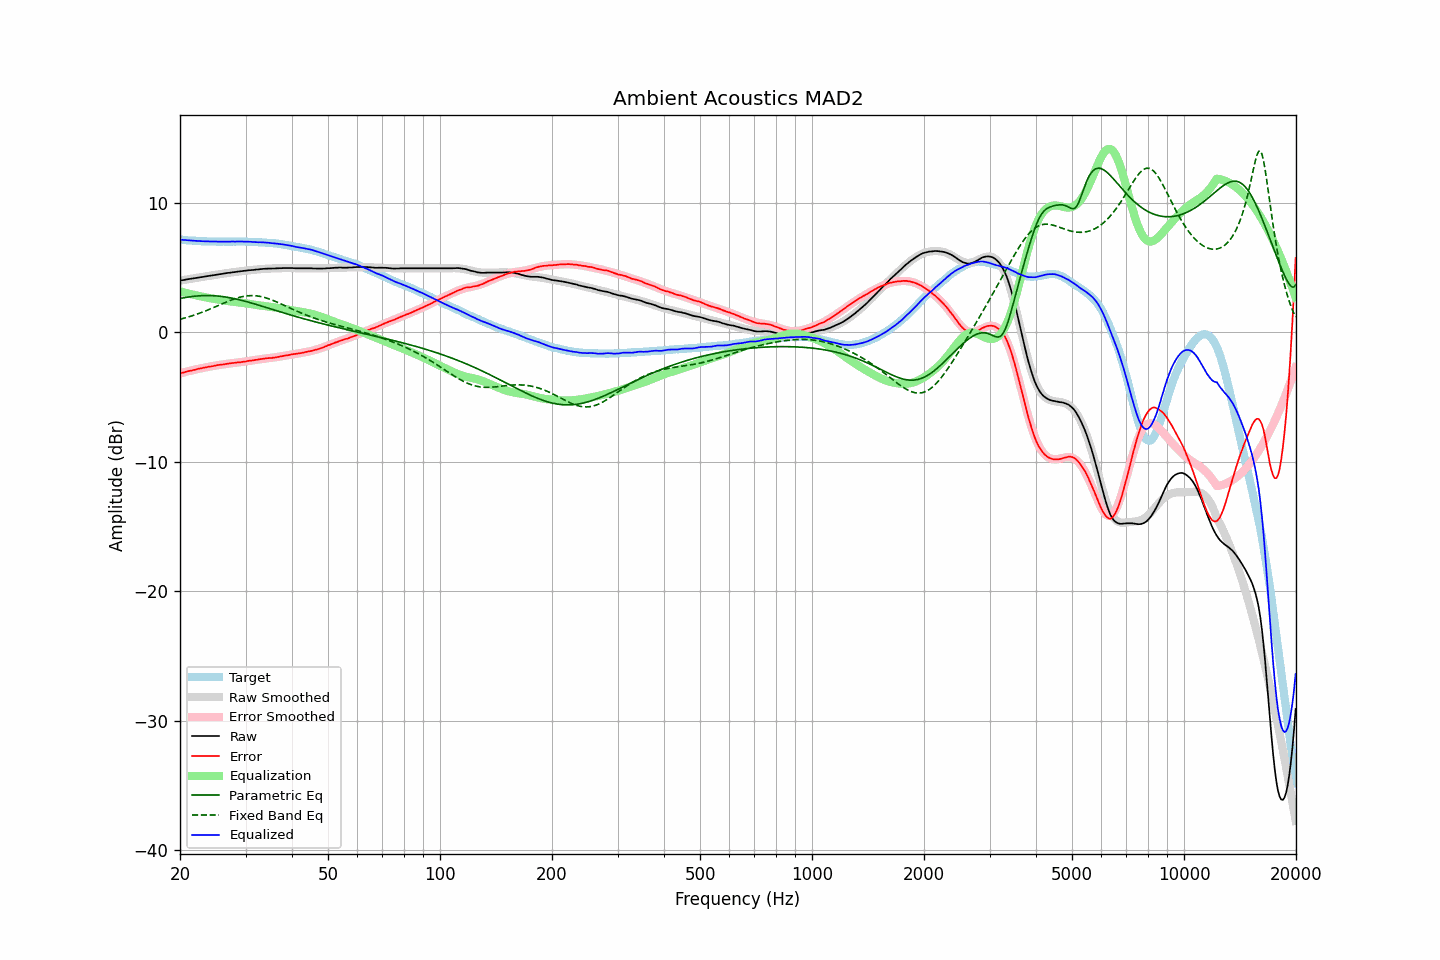 Ambient Acoustics MAD2
10
0
−10
−20
−30
−40
Amplitude (dBr)
Target
Raw Smoothed
Error Smoothed
Raw
Error
Equalization
Parametric Eq
Fixed Band Eq
Equalized
20 50 100 200 500 1000 2000 5000 10000 20000
Frequency (Hz)